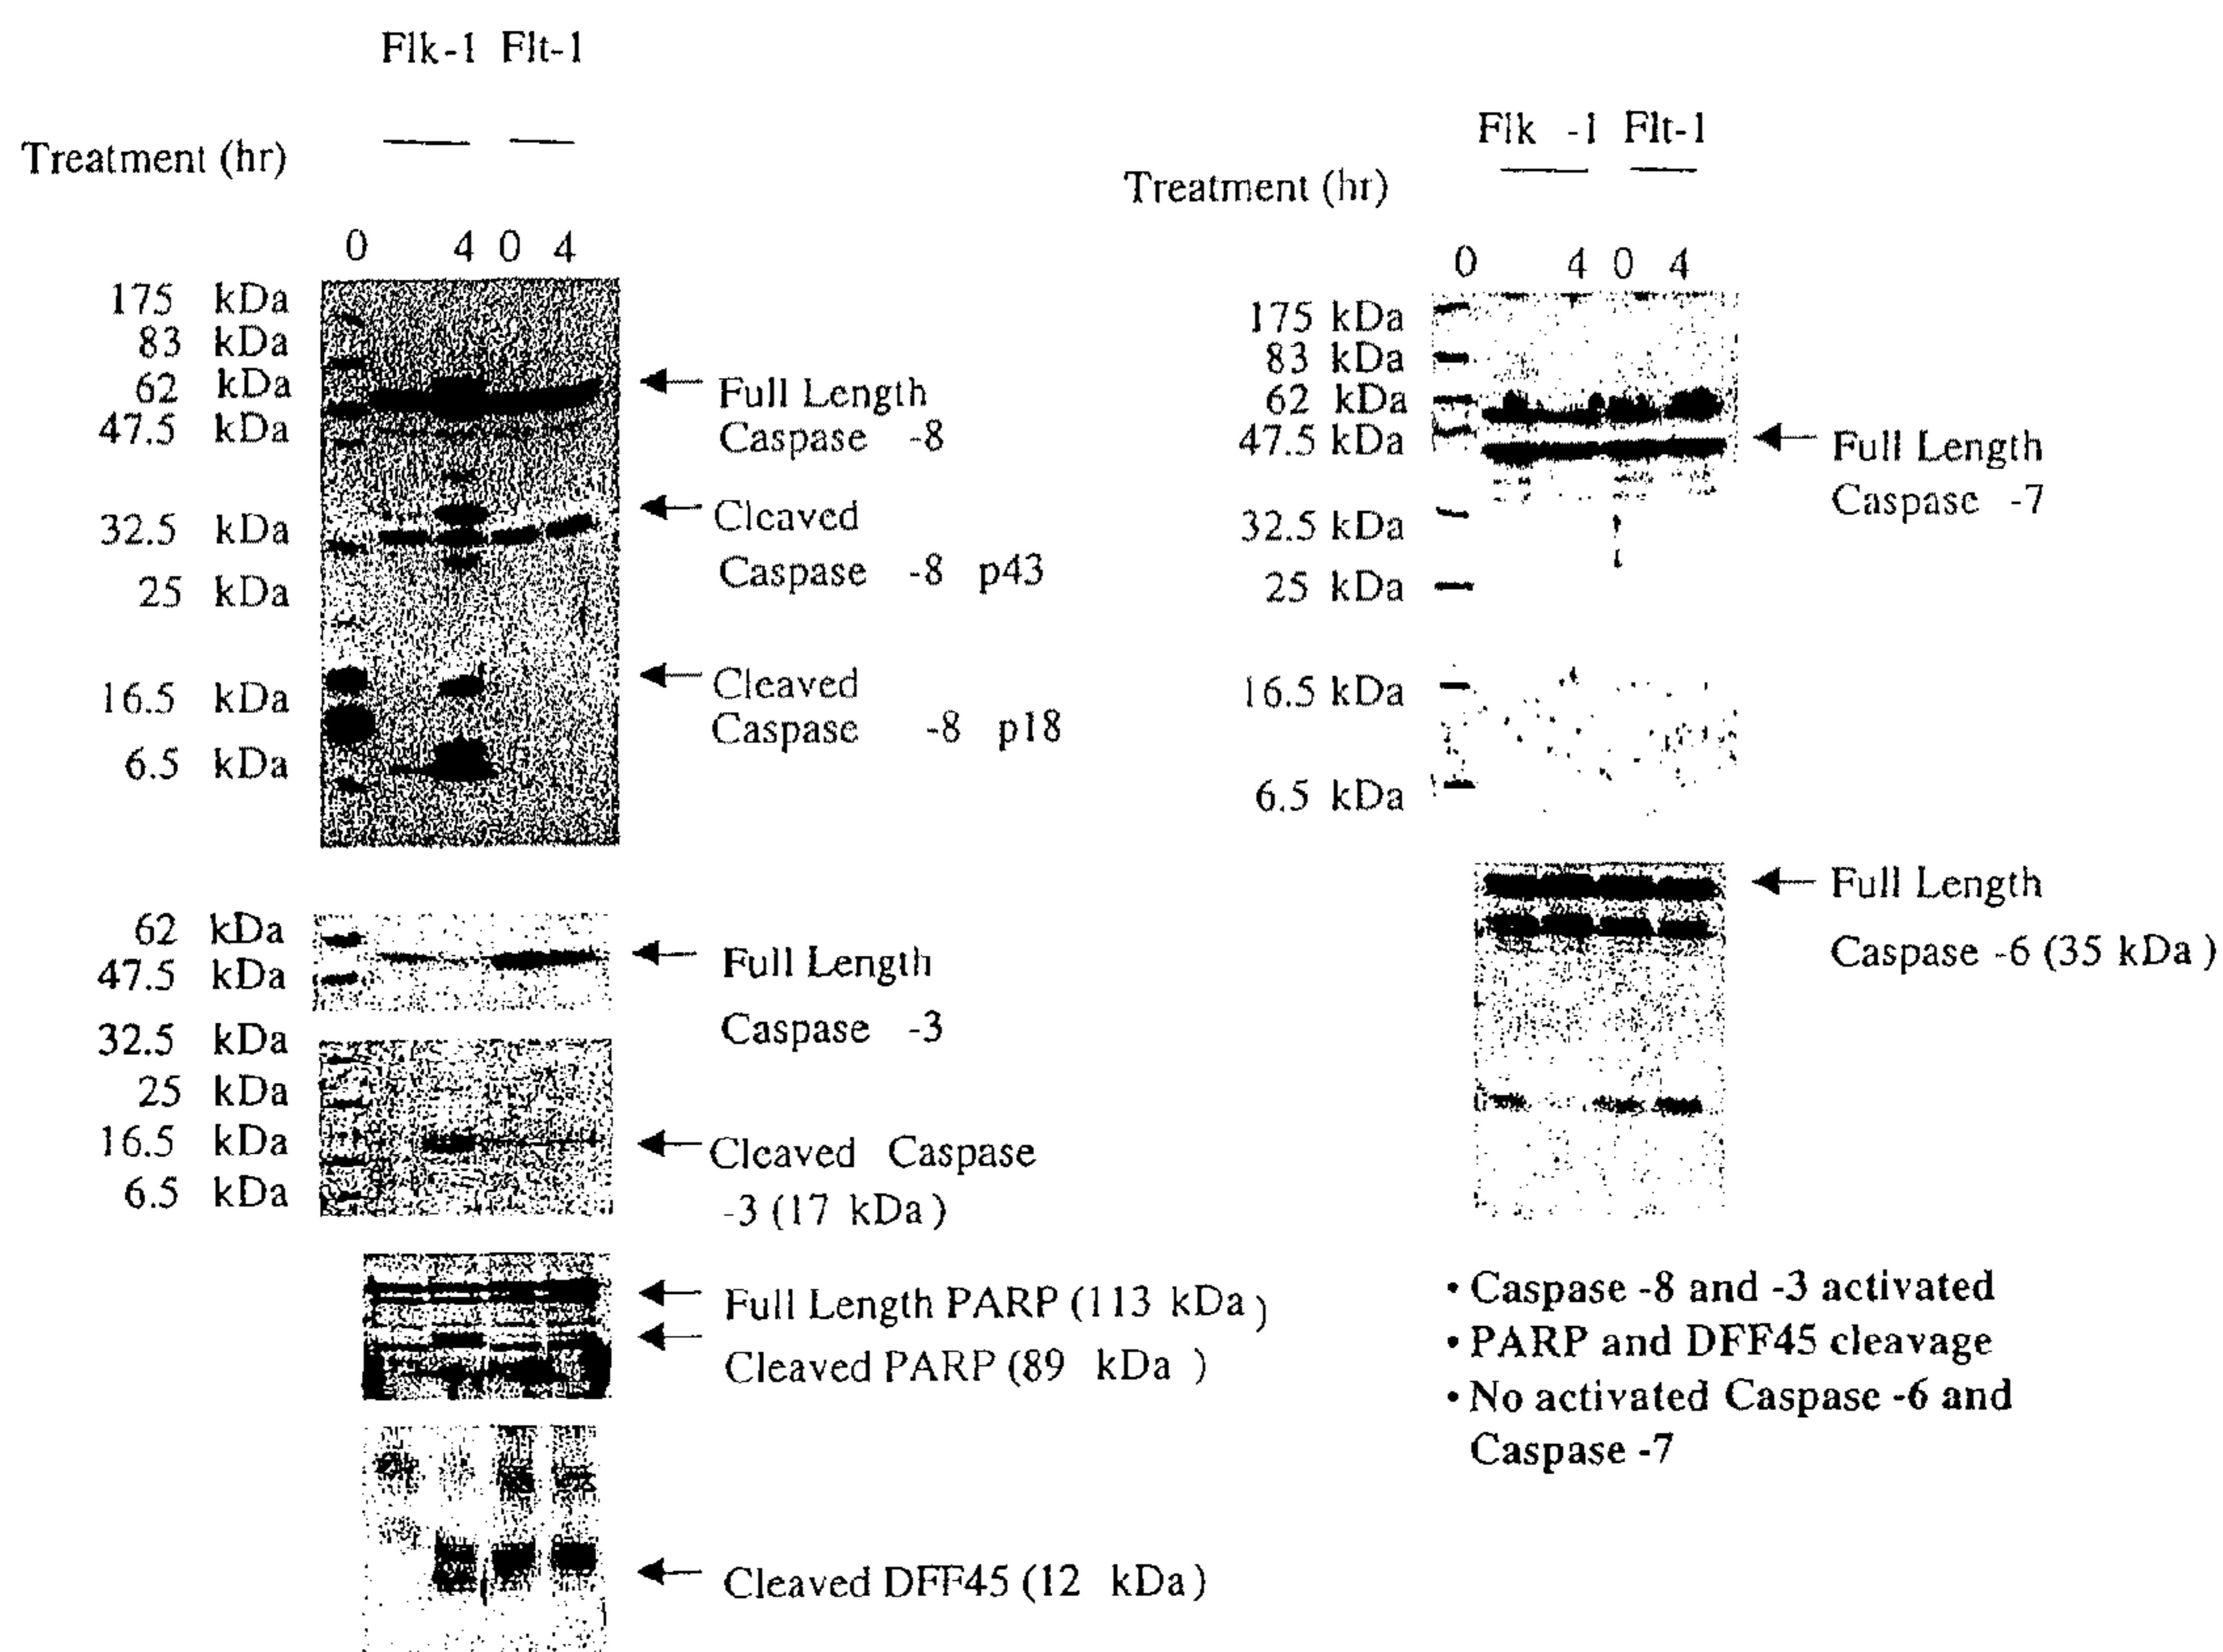 Flk-1 Flt-1
Treatment (hr)
0 4 0 4
175 kDa
83 kDa
62 kDa
47.5 kDa
32.5 kDa
25 kDa
16.5 kDa
6.5 kDa
Full Length
Caspase -8
Cleaved
Caspase -8 p43
Cleaved
Caspase -8 p18
62 kDa
47.5 kDa
32.5 kDa
25 kDa
16.5 kDa
6.5 kDa
Full Length
Caspase -3
Cleaved Caspase
-3 (17 kDa)
Full Length PARP (113 kDa)
Cleaved PARP (89 kDa)
Cleaved DFF45 (12 kDa)
Flk -1 Flt-1
Treatment (hr)
0 4 0 4
175 kDa
83 kDa
62 kDa
47.5 kDa
32.5 kDa
25 kDa
16.5 kDa
6.5 kDa
Full Length
Caspase -7
Full Length
Caspase -6 (35 kDa)
• Caspase -8 and -3 activated
• PARP and DFF45 cleavage
• No activated Caspase -6 and
Caspase -7